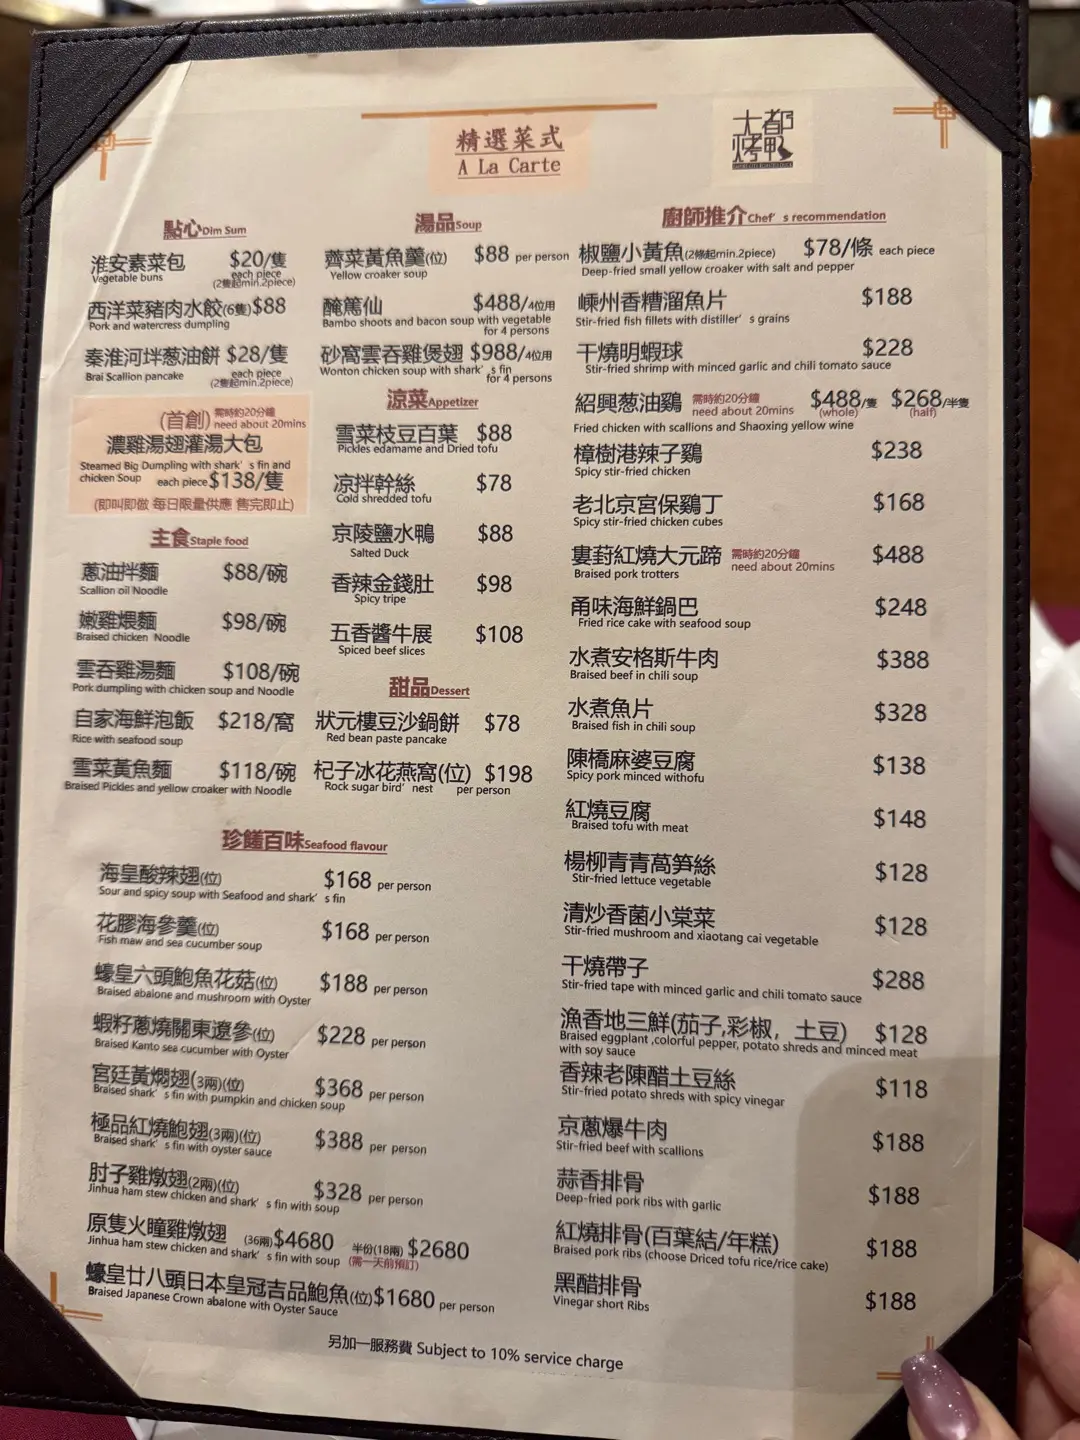 精選菜式
A La Carte
大都
烤鴨
點心Dim Sum
淮安素菜包 $20/隻
Vegetable buns each piece
(2隻起min.2piece)
西洋菜豬肉水餃(6隻)$88
Pork and watercress dumpling
秦淮河坢葱油餅 $28/隻
Brai Scallion pancake each piece
(2隻起min.2piece)
(首創) 需時約20分鐘
need about 20mins
濃雞湯翅灌湯大包
Steamed Big Dumpling with shark's fin and
chicken Soup each piece $138/隻
(即叫即做 每日限量供應 售完即止)
主食Staple food
蔥油拌麵 $88/碗
Scallion oil Noodle
嫩雞煨麵 $98/碗
Braised chicken Noodle
雲吞雞湯麵 $108/碗
Pork dumpling with chicken soup and Noodle
自家海鮮泡飯 $218/窩
Rice with seafood soup
雪菜黃魚麵 $118/碗
Braised Pickles and yellow croaker with Noodle
湯品Soup
薺菜黃魚羹(位) $88 per person
Yellow croaker soup
醃篤仙 $488/4位用
Bambo shoots and bacon soup with vegetable
for 4 persons
砂窩雲吞雞煲翅 $988/4位用
Wonton chicken soup with shark's fin
for 4 persons
涼菜Appetizer
雪菜枝豆百葉 $88
Pickles edamame and Dried tofu
凉拌幹絲 $78
Cold shredded tofu
京陵鹽水鴨 $88
Salted Duck
香辣金錢肚 $98
Spicy tripe
五香醬牛展 $108
Spiced beef slices
甜品Dessert
狀元樓豆沙鍋餅 $78
Red bean paste pancake
杞子冰花燕窩(位) $198
Rock sugar bird's nest per person
珍饈百味Seafood flavour
海皇酸辣翅(位) $168 per person
Sour and spicy soup with Seafood and shark's fin
花膠海參羹(位) $168 per person
Fish maw and sea cucumber soup
蠔皇六頭鮑魚花菇(位) $188 per person
Braised abalone and mushroom with Oyster
蝦籽蔥燒關東遼參(位) $228 per person
Braised Kanto sea cucumber with Oyster
宮廷黃燜翅(3兩)(位) $368 per person
Braised shark's fin with pumpkin and chicken soup
極品紅燒鮑翅(3兩)(位) $388 per person
Braised shark's fin with oyster sauce
肘子雞燉翅(2兩)(位) $328 per person
Jinhua ham stew chicken and shark's fin with soup
原隻火瞳雞燉翅 (36兩)$4680 半份(18兩) $2680
Jinhua ham stew chicken and shark's fin with soup (需一天前預訂)
蠔皇廿八頭日本皇冠吉品鮑魚(位)$1680 per person
Braised Japanese Crown abalone with Oyster Sauce
廚師推介Chef's recommendation
椒鹽小黃魚(2條起min.2piece) $78/條 each piece
Deep-fried small yellow croaker with salt and pepper
嵊州香糟溜魚片 $188
Stir-fried fish fillets with distiller's grains
干燒明蝦球 $228
Stir-fried shrimp with minced garlic and chili tomato sauce
紹興葱油鷄 需時約20分鐘 need about 20mins $488/隻 (whole) $268/半隻 (half)
Fried chicken with scallions and Shaoxing yellow wine
樟樹港辣子鷄 $238
Spicy stir-fried chicken
老北京宮保鷄丁 $168
Spicy stir-fried chicken cubes
婁葑紅燒大元蹄 需時約20分鐘 need about 20mins $488
Braised pork trotters
甬味海鮮鍋巴 $248
Fried rice cake with seafood soup
水煮安格斯牛肉 $388
Braised beef in chili soup
水煮魚片 $328
Braised fish in chili soup
陳橋麻婆豆腐 $138
Spicy pork minced withofu
紅燒豆腐 $148
Braised tofu with meat
楊柳青青萵笋絲 $128
Stir-fried lettuce vegetable
清炒香菌小棠菜 $128
Stir-fried mushroom and xiaotang cai vegetable
干燒帶子 $288
Stir-fried tape with minced garlic and chili tomato sauce
漁香地三鮮(茄子,彩椒，土豆) $128
Braised eggplant ,colorful pepper, potato shreds and minced meat
with soy sauce
香辣老陳醋土豆絲 $118
Stir-fried potato shreds with spicy vinegar
京蔥爆牛肉 $188
Stir-fried beef with scallions
蒜香排骨 $188
Deep-fried pork ribs with garlic
紅燒排骨(百葉結/年糕) $188
Braised pork ribs (choose Driced tofu rice/rice cake)
黑醋排骨 $188
Vinegar short Ribs
另加一服務費 Subject to 10% service charge